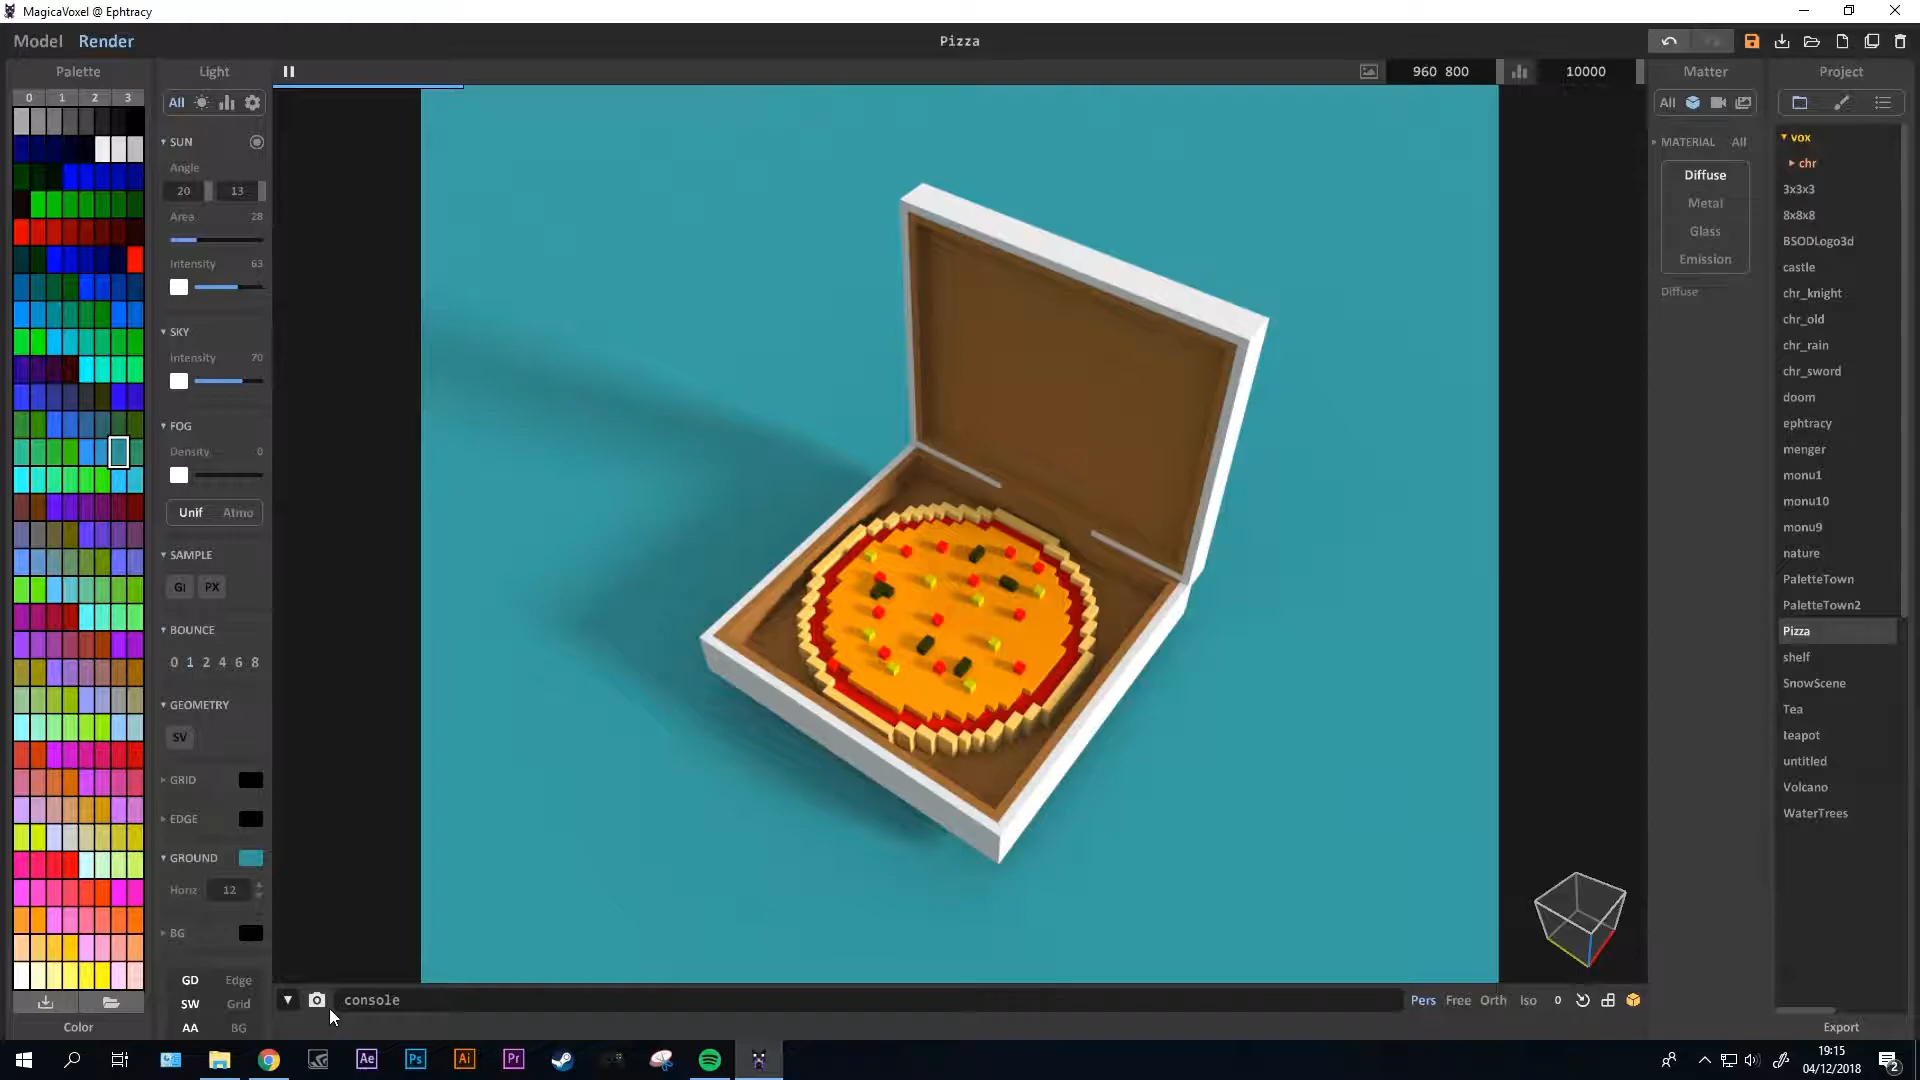 MagicaVoxel @ Ephtracy
Model Render
Pizza
Palette
Light
960 800
10000
Matter
Project
0 1 2 3
All
All
SUN
Angle
20 13
Area 28
Intensity 63
SKY
Intensity 70
FOG
Density 0
Unif Atmo
SAMPLE
GI PX
BOUNCE
0 1 2 4 6 8
GEOMETRY
SV
GRID
EDGE
GROUND
Horiz 12
BG
GD Edge
SW Grid
AA BG
MATERIAL All
Diffuse
Metal
Glass
Emission
Diffuse
vox
chr
3x3x3
8x8x8
BSODLogo3d
castle
chr_knight
chr_old
chr_rain
chr_sword
doom
ephtracy
menger
monu1
monu10
monu9
nature
PaletteTown
PaletteTown2
Pizza
shelf
SnowScene
Tea
teapot
untitled
Volcano
WaterTrees
console
Pers Free Orth Iso 0
Color
Export
Ae Ps Ai Pr
19:15
04/12/2018
2